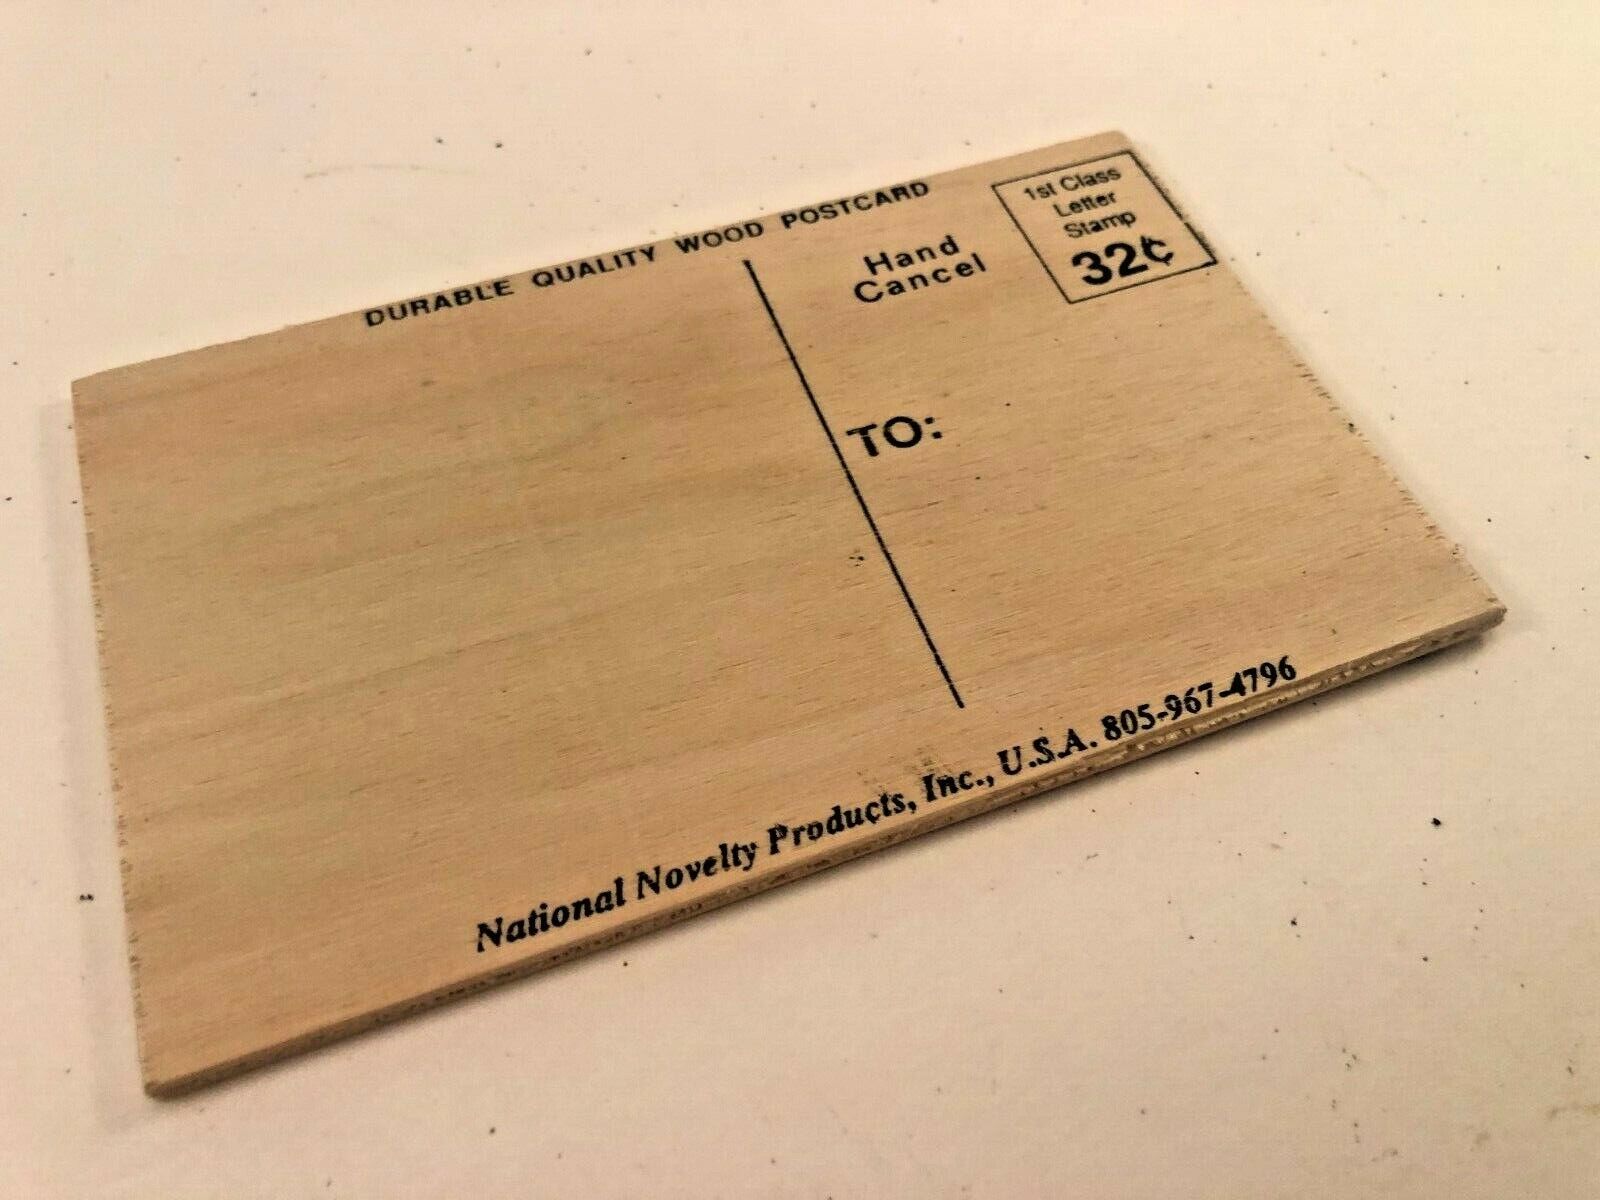 DURABLE QUALITY WOOD POSTCARD
1st Class
Letter
Stamp
32¢
Hand
Cancel
TO:
National Novelty Products, Inc., U.S.A. 805-967-4796